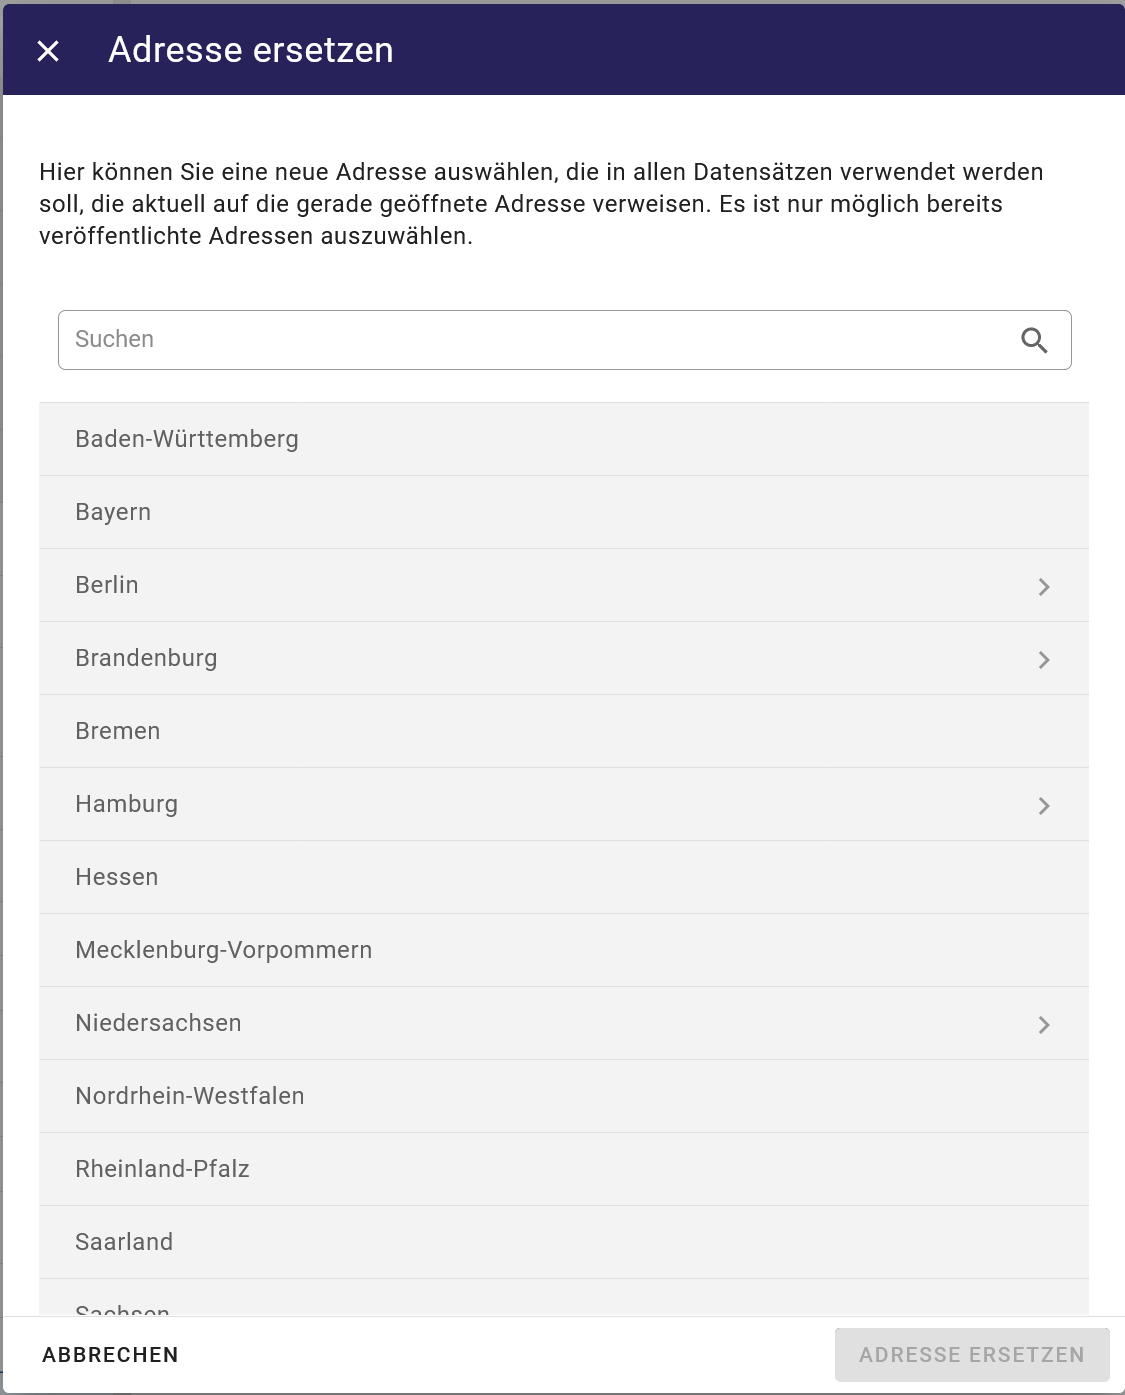 Adresse ersetzen
Hier können Sie eine neue Adresse auswählen, die in allen Datensätzen verwendet werden
soll, die aktuell auf die gerade geöffnete Adresse verweisen. Es ist nur möglich bereits
veröffentlichte Adressen auszuwählen.
Suchen
Baden-Württemberg
Bayern
Berlin
Brandenburg
Bremen
Hamburg
Hessen
Mecklenburg-Vorpommern
Niedersachsen
Nordrhein-Westfalen
Rheinland-Pfalz
Saarland
Sachsen
ABBRECHEN
ADRESSE ERSETZEN